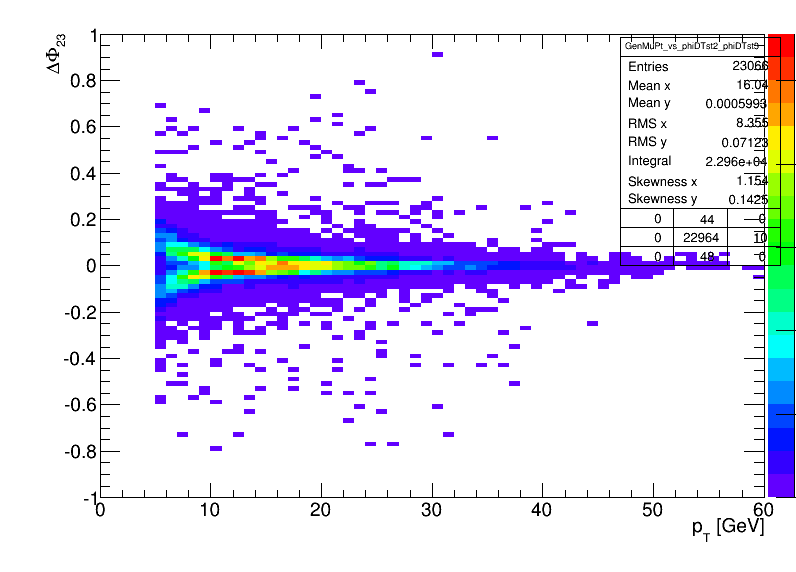 ΔΦ23
1
0.8
0.6
0.4
0.2
0
-0.2
-0.4
-0.6
-0.8
-1
0 10 20 30 40 50 60
pT [GeV]
GenMuPt_vs_phiDTst2_phiDTst3
Entries 23066
Mean x 16.04
Mean y 0.0005993
RMS x 8.355
RMS y 0.07123
Integral 2.296e+04
Skewness x 1.154
Skewness y 0.1425
0 44 0
0 22964 10
0 48 0